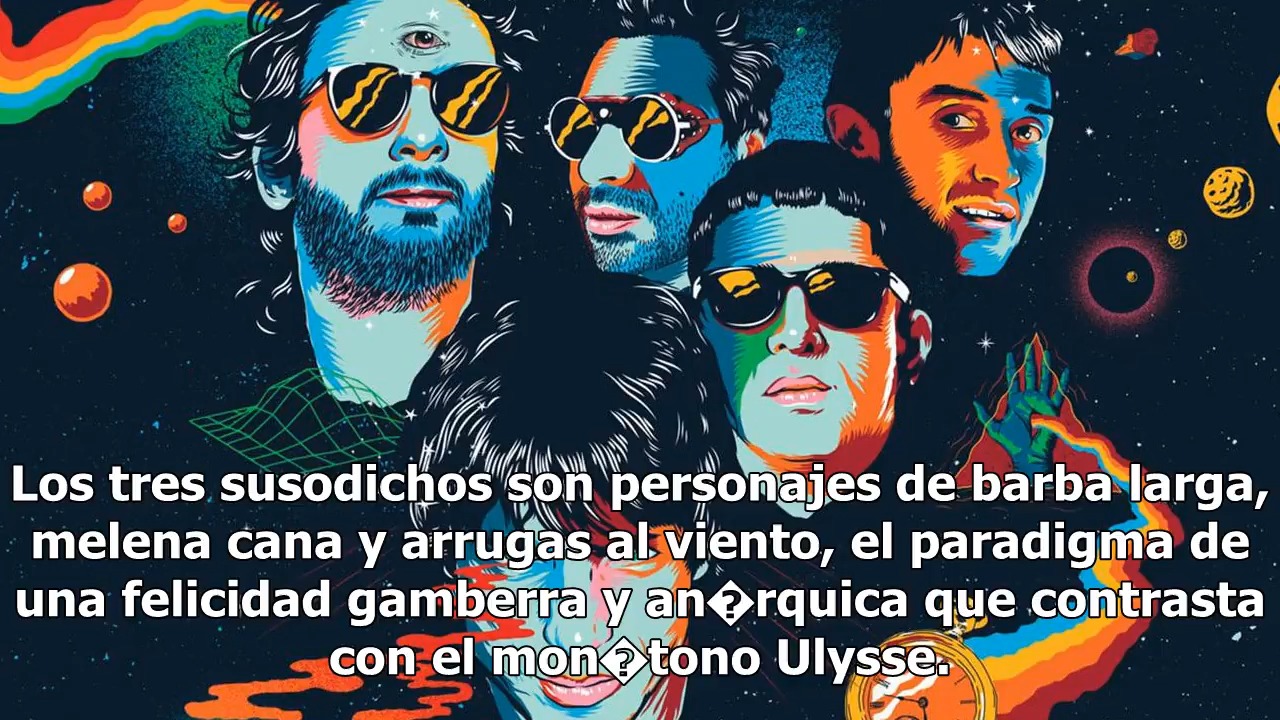 Los tres susodichos son personajes de barba larga,
melena cana y arrugas al viento, el paradigma de
una felicidad gamberra y an�rquica que contrasta
con el mon�tono Ulysse.